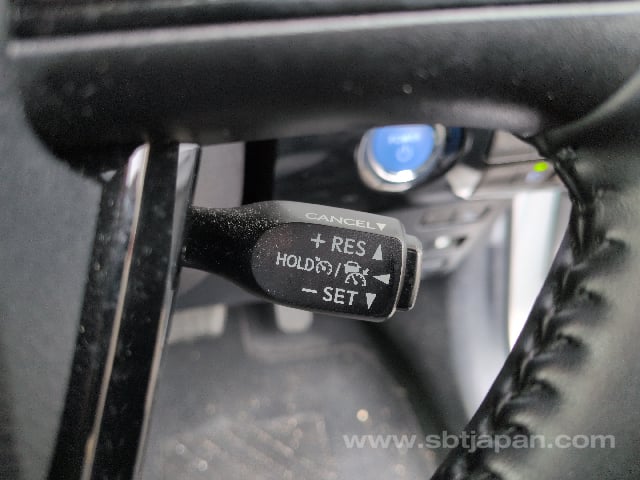 CANCEL▼
+ RES ▲
HOLD / ◀
− SET ▼
www.sbtjapan.com